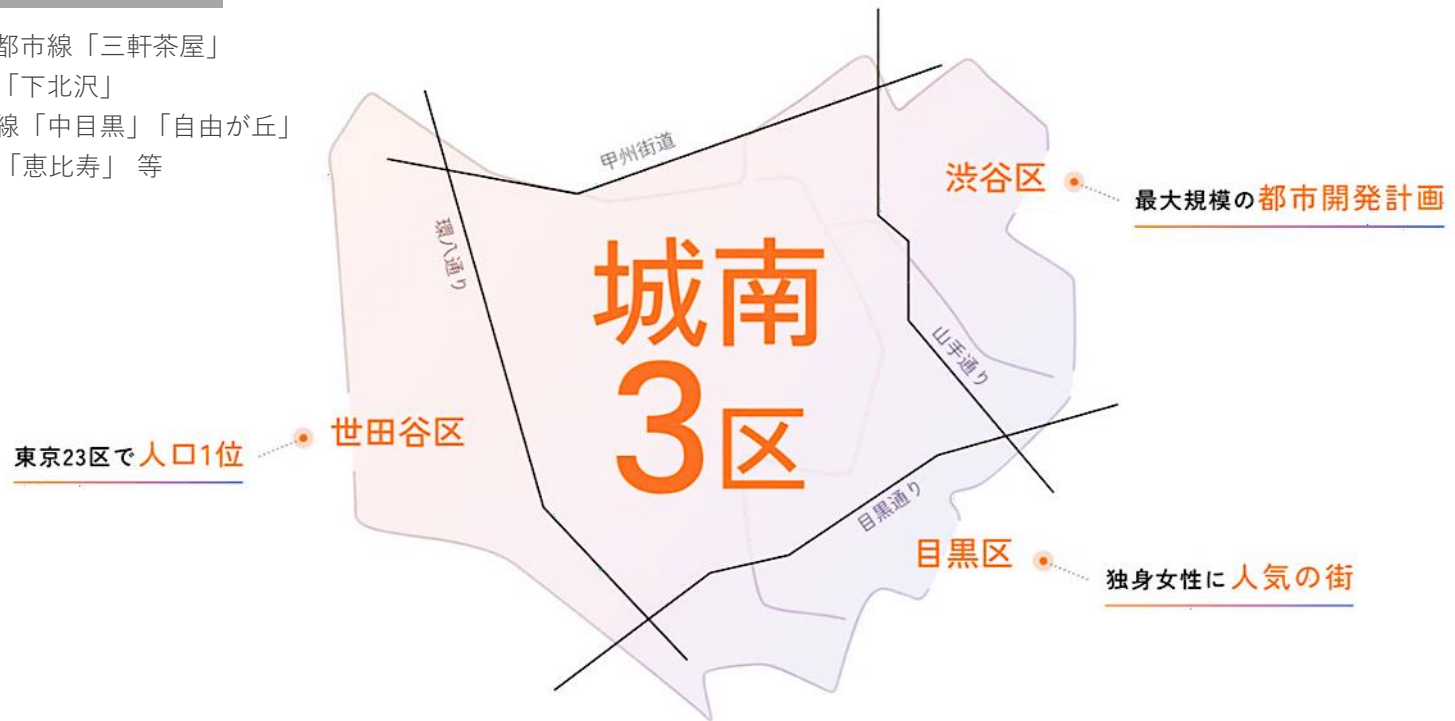 都市線「三軒茶屋」
「下北沢」
線「中目黒」「自由が丘」
「恵比寿」 等
甲州街道
渋谷区
最大規模の都市開発計画
環八通り
城南
3区
山手通り
世田谷区
東京23区で人口1位
目黒通り
目黒区
独身女性に人気の街